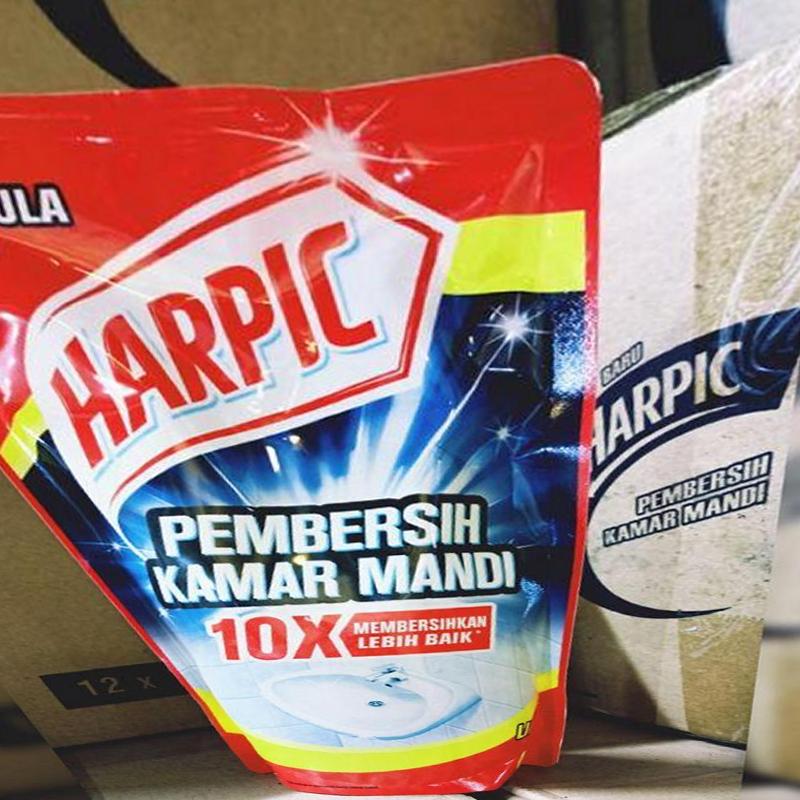 ULA
HARPIC
PEMBERSIH
KAMAR MANDI
10X MEMBERSIHKAN
LEBIH BAIK*
BARU
HARPIC
PEMBERSIH
KAMAR MANDI
12 x